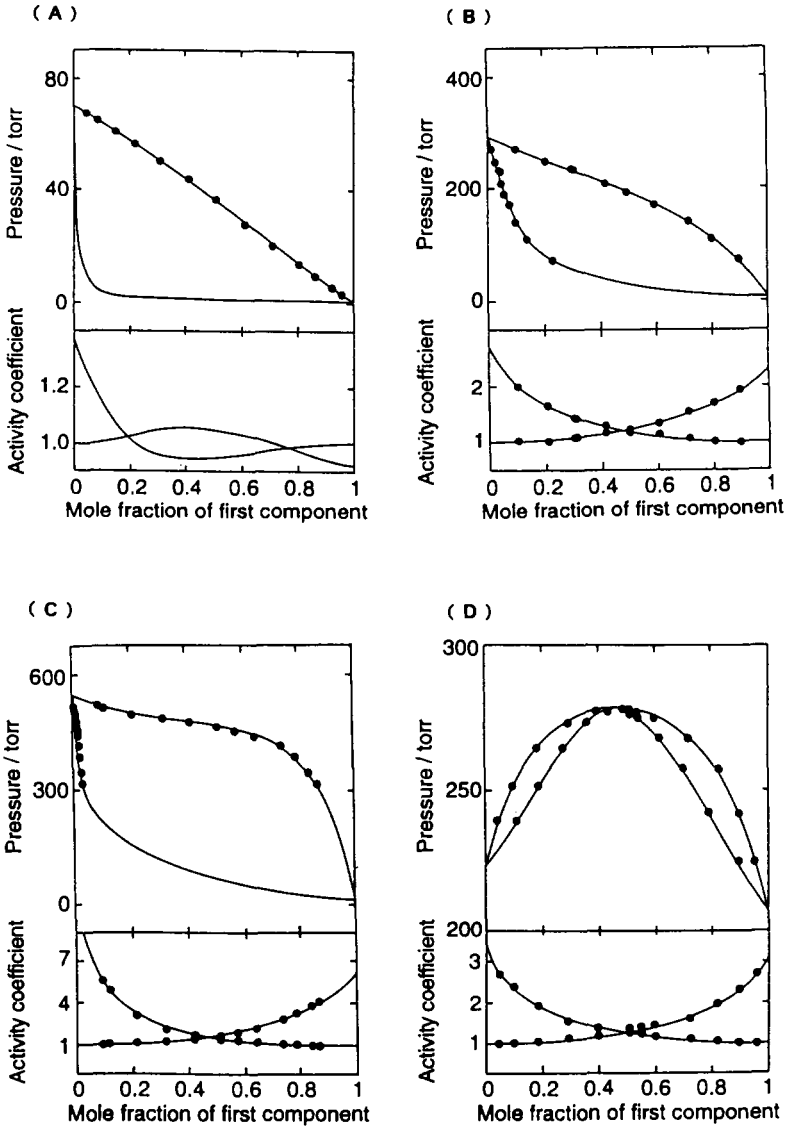 ( A )
80
40
0
Pressure / torr
1.2
1.0
Activity coefficient
0 0.2 0.4 0.6 0.8 1
Mole fraction of first component
( B )
400
200
0
Pressure / torr
2
1
Activity coefficient
0 0.2 0.4 0.6 0.8 1
Mole fraction of first component
( C )
600
300
0
Pressure / torr
7
4
1
Activity coefficient
0 0.2 0.4 0.6 0.8 1
Mole fraction of first component
( D )
300
250
200
Pressure / torr
3
2
1
Activity coefficient
0 0.2 0.4 0.6 0.8 1
Mole fraction of first component